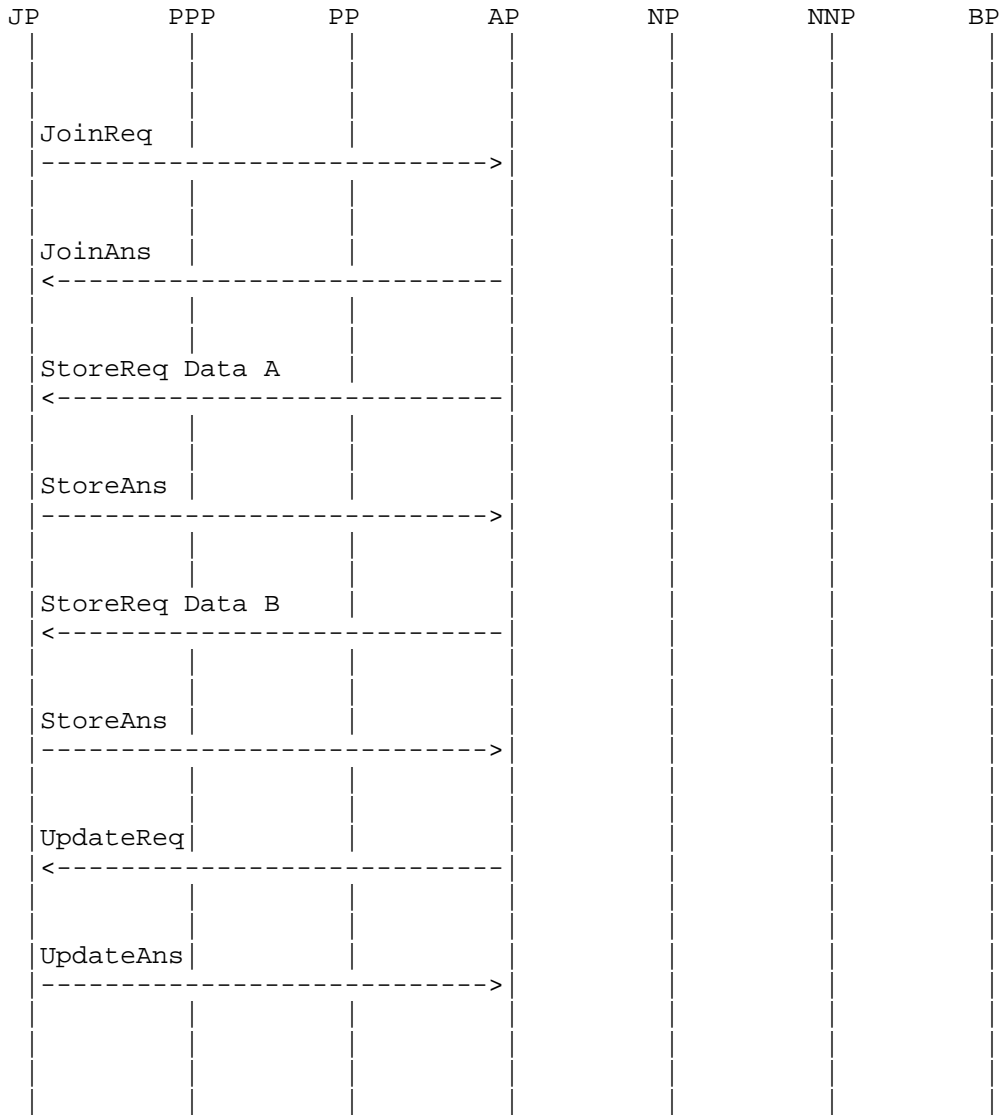 JP PPP PP AP NP NNP BP
JoinReq
JoinAns
StoreReq Data A
StoreAns
StoreReq Data B
StoreAns
UpdateReq
UpdateAns